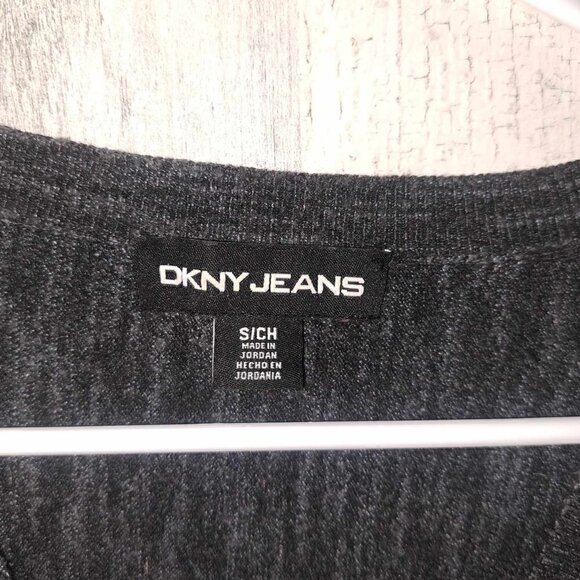 DKNY JEANS
S/CH
MADE IN
JORDAN
HECHO EN
JORDANIA